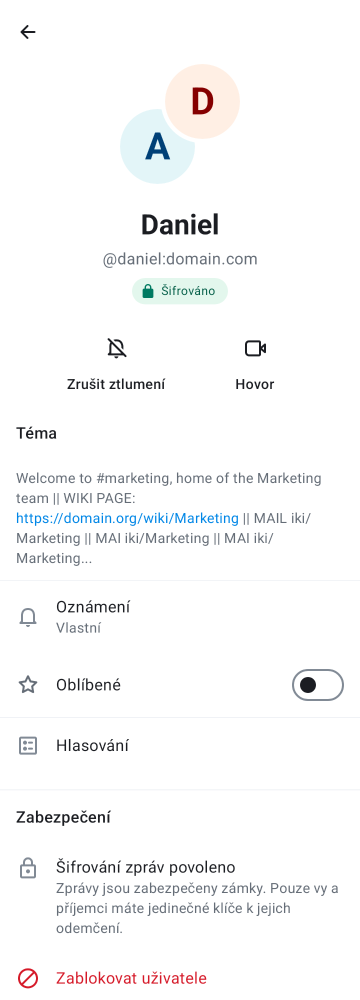 D
A
Daniel
@daniel:domain.com
Šifrováno
Zrušit ztlumení
Hovor
Téma
Welcome to #marketing, home of the Marketing
team || WIKI PAGE:
https://domain.org/wiki/Marketing || MAIL iki/
Marketing || MAI iki/Marketing || MAI iki/
Marketing...
Oznámení
Vlastní
Oblíbené
Hlasování
Zabezpečení
Šifrování zpráv povoleno
Zprávy jsou zabezpečeny zámky. Pouze vy a
příjemci máte jedinečné klíče k jejich
odemčení.
Zablokovat uživatele